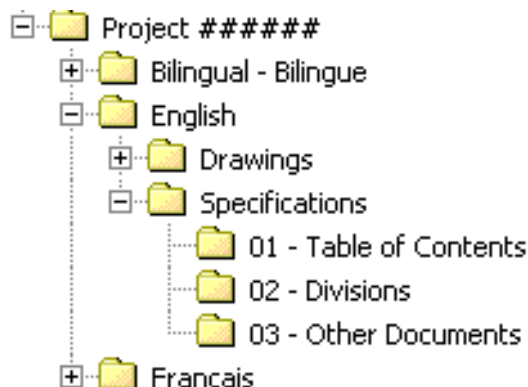 Project ######
Bilingual - Bilingue
English
Drawings
Specifications
01 - Table of Contents
02 - Divisions
03 - Other Documents
Francais